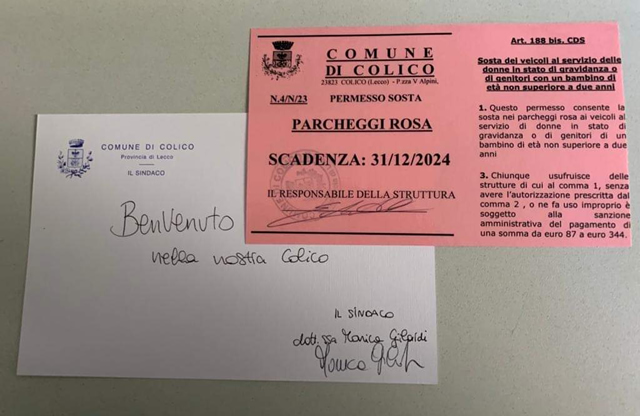 COMUNE DI COLICO
Provincia di Lecco
IL SINDACO
Benvenuto
nella nostra Colico
IL SINDACO
dott.ssa Monica Gilardi
COMUNE
DI COLICO
23823 COLICO (Lecco) - P.zza V Alpini,
N.4/N/23 PERMESSO SOSTA
PARCHEGGI ROSA
SCADENZA: 31/12/2024
IL RESPONSABILE DELLA STRUTTURA
Art. 188 bis. CDS
Sosta dei veicoli al servizio delle
donne in stato di gravidanza o
di genitori con un bambino di
età non superiore a due anni
1. Questo permesso consente la
sosta nei parcheggi rosa ai veicoli al
servizio di donne in stato di
gravidanza o di genitori di un
bambino di età non superiore a due
anni
3. Chiunque usufruisce delle
strutture di cui al comma 1, senza
avere l'autorizzazione prescritta dal
comma 2 , o ne fa uso improprio è
soggetto alla sanzione
amministrativa del pagamento di
una somma da euro 87 a euro 344.